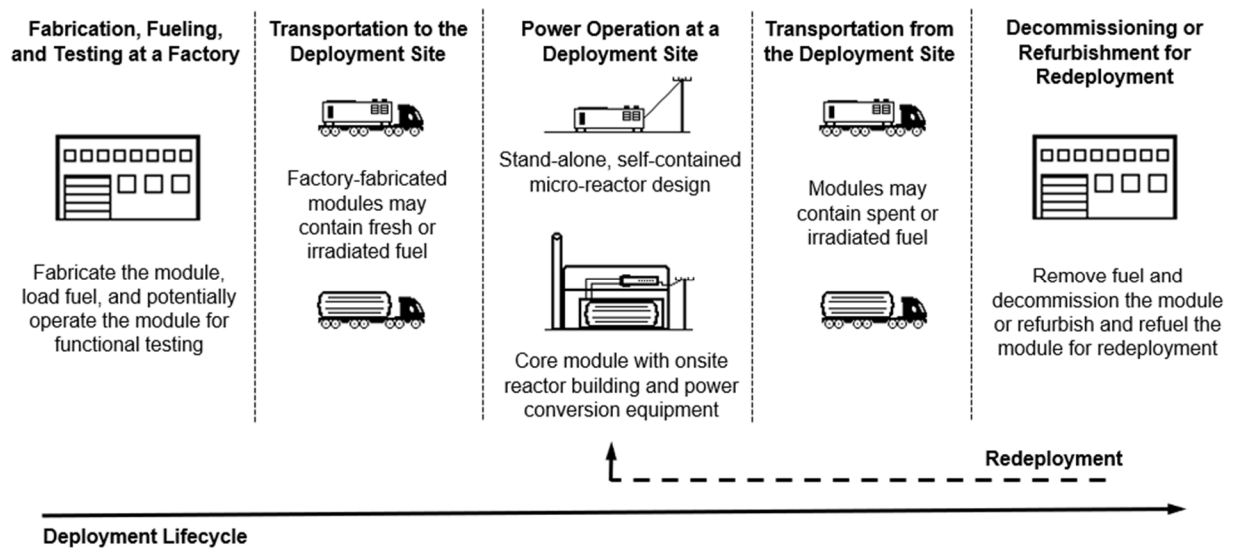 Fabrication, Fueling,
and Testing at a Factory
Fabricate the module,
load fuel, and potentially
operate the module for
functional testing
Transportation to the
Deployment Site
Factory-fabricated
modules may
contain fresh or
irradiated fuel
Power Operation at a
Deployment Site
Stand-alone, self-contained
micro-reactor design
Core module with onsite
reactor building and power
conversion equipment
Transportation from
the Deployment Site
Modules may
contain spent or
irradiated fuel
Decommissioning or
Refurbishment for
Redeployment
Remove fuel and
decommission the module
or refurbish and refuel the
module for redeployment
Redeployment
Deployment Lifecycle